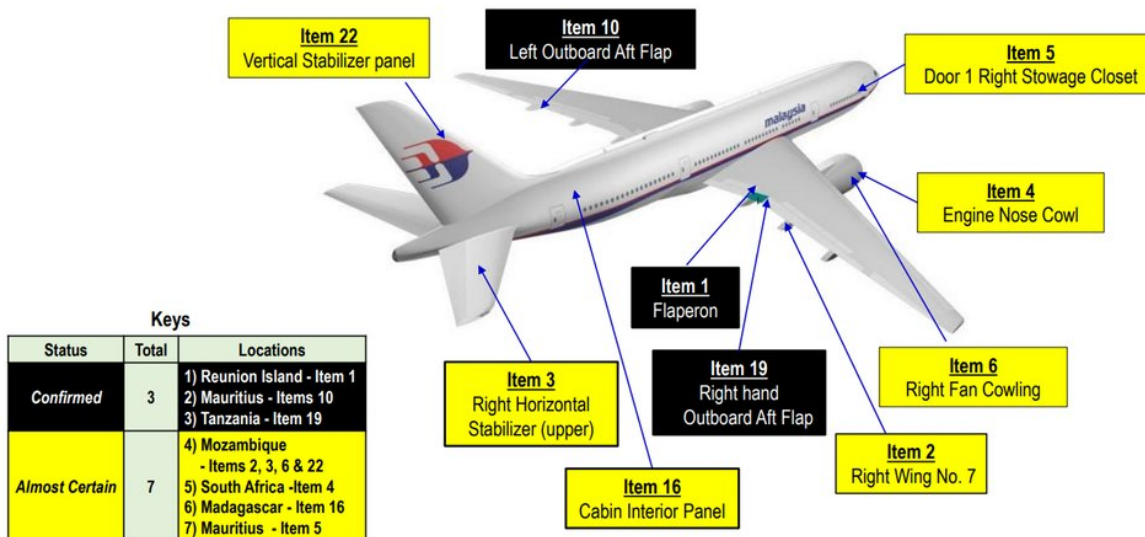 Item 22
Vertical Stabilizer panel
Item 10
Left Outboard Aft Flap
Item 5
Door 1 Right Stowage Closet
malaysia
Item 4
Engine Nose Cowl
Item 1
Flaperon
Item 19
Right hand
Outboard Aft Flap
Item 6
Right Fan Cowling
Item 3
Right Horizontal
Stabilizer (upper)
Item 2
Right Wing No. 7
Item 16
Cabin Interior Panel
Keys
Status Total Locations
Confirmed 3 1) Reunion Island - Item 1
2) Mauritius - Items 10
3) Tanzania - Item 19
Almost Certain 7 4) Mozambique
- Items 2, 3, 6 & 22
5) South Africa -Item 4
6) Madagascar - Item 16
7) Mauritius - Item 5